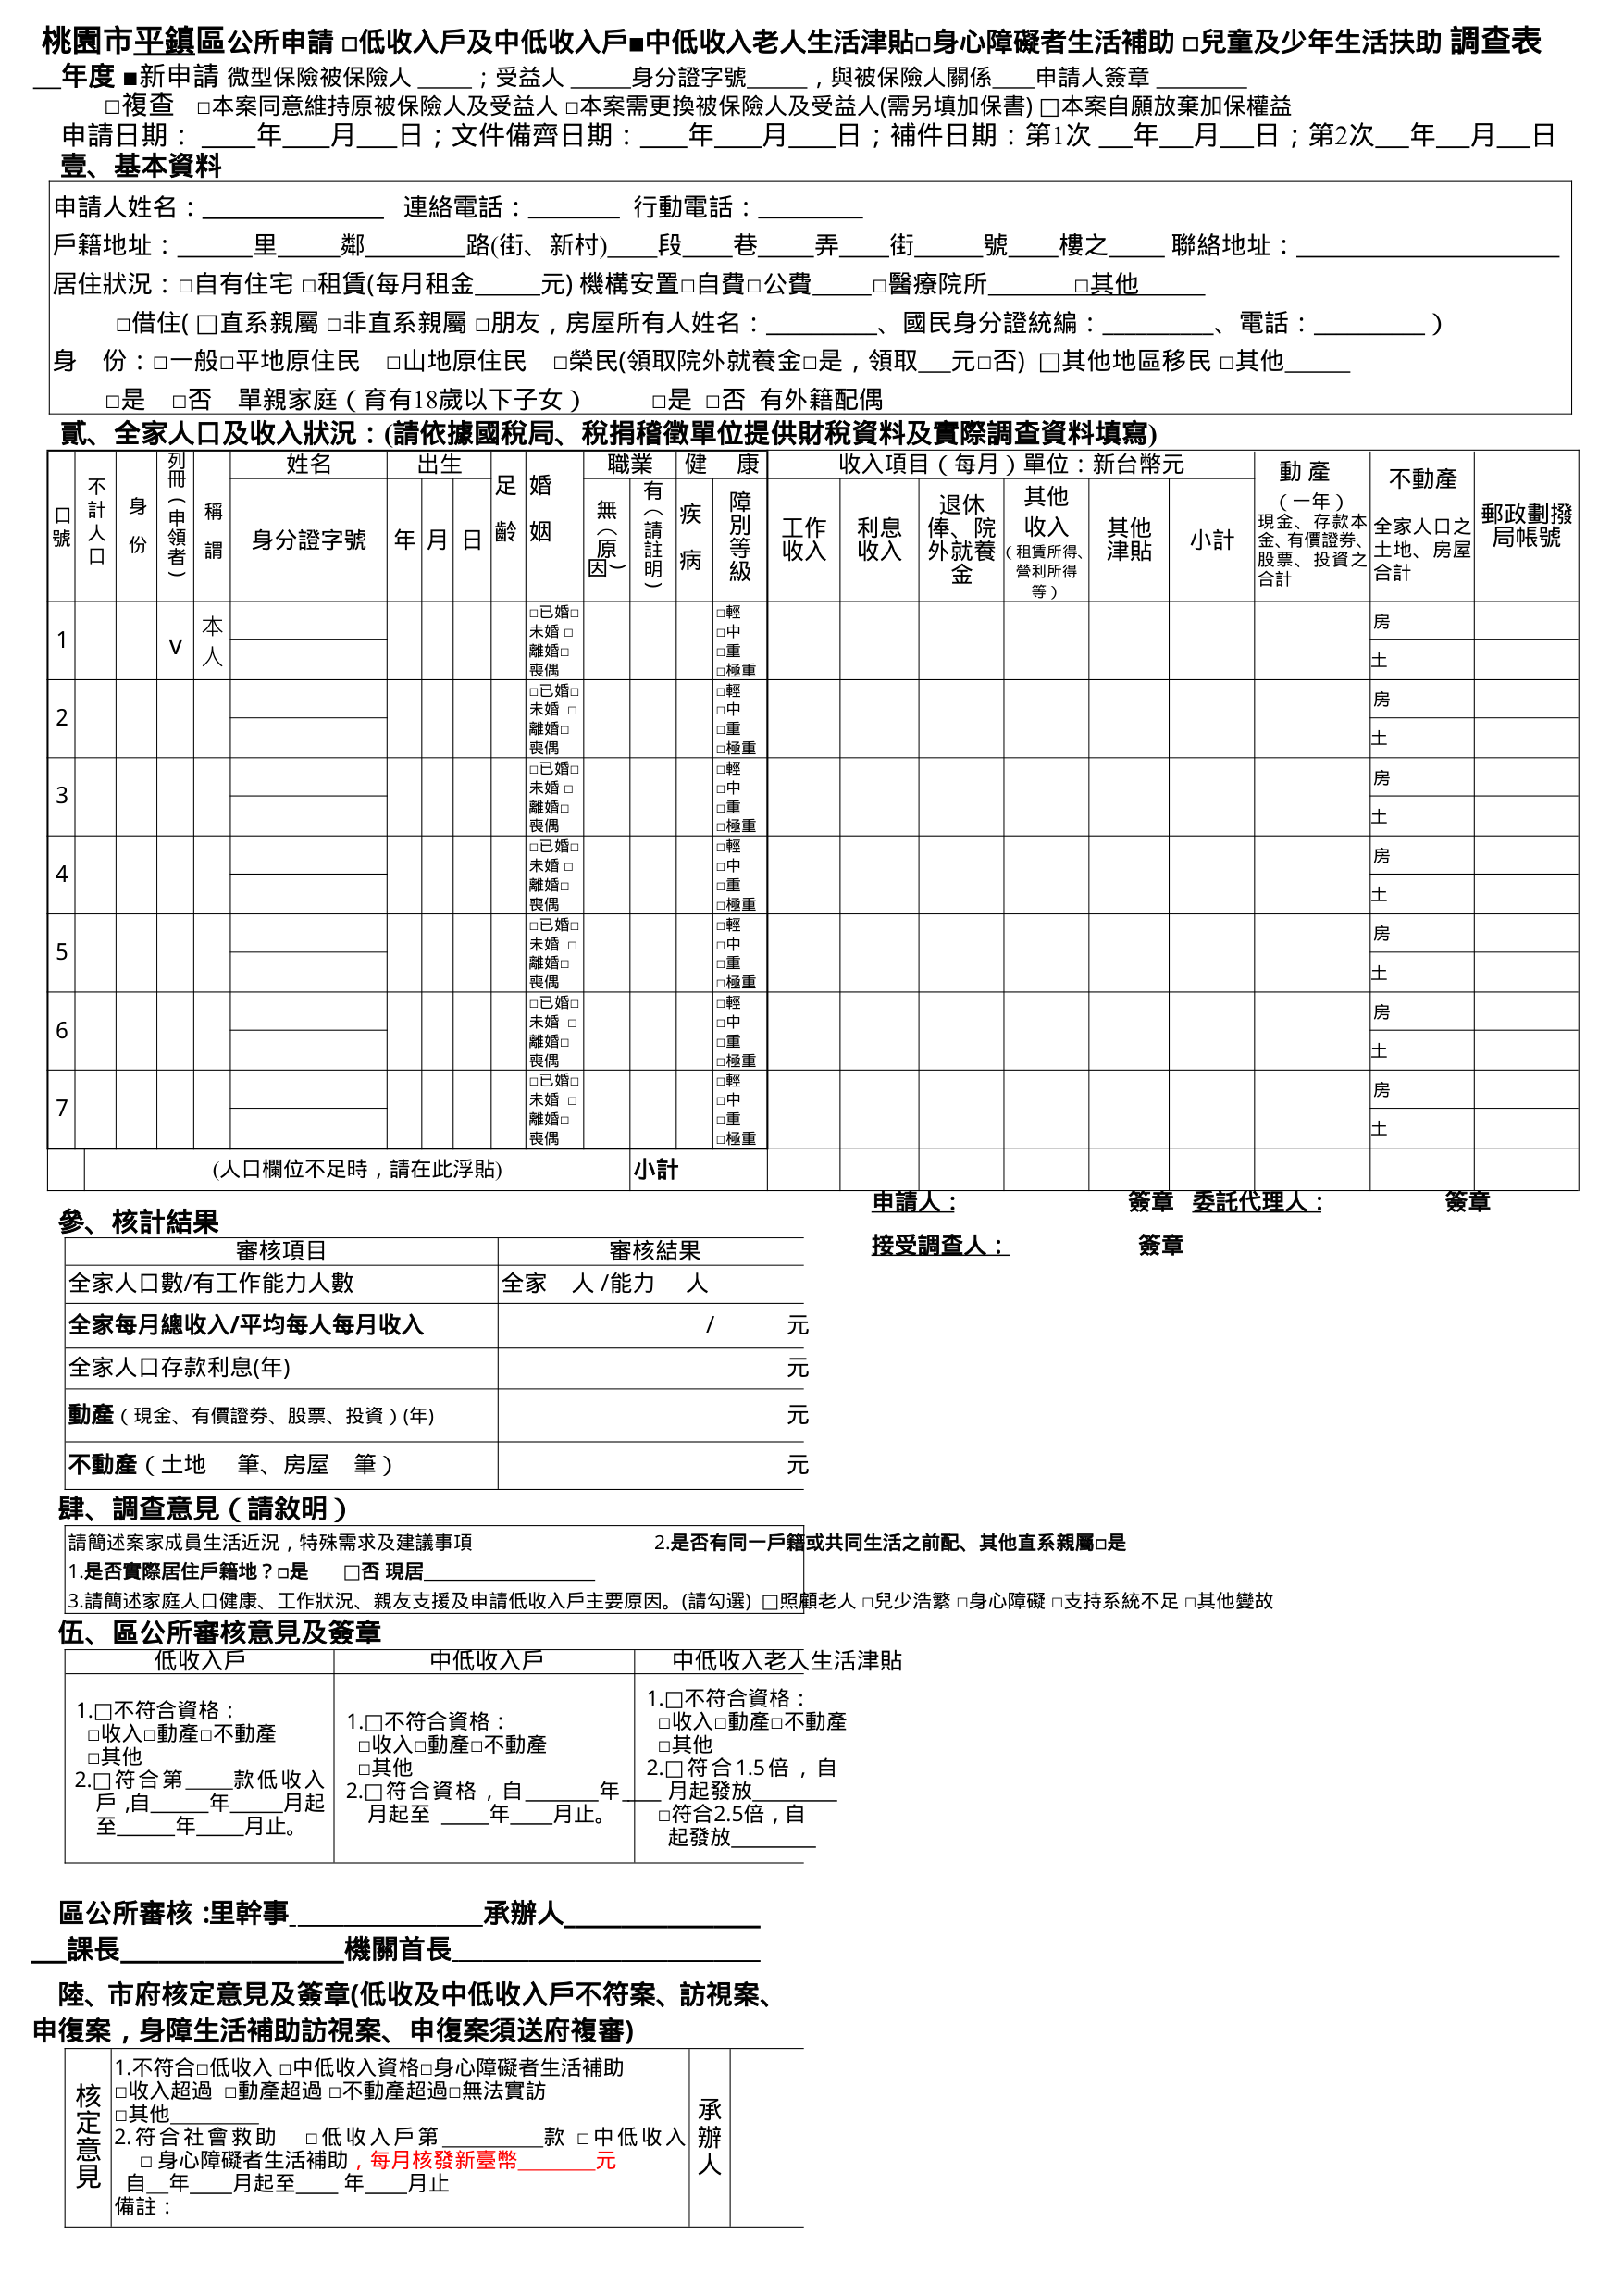 桃園市平鎮區公所申請 □低收入戶及中低收入戶■中低收入老人生活津貼□身心障礙者生活補助 □兒童及少年生活扶助 調查表
__年度 ■新申請 微型保險被保險人 _____；受益人 _____身分證字號_____，與被保險人關係____申請人簽章 ________
□複查 □本案同意維持原被保險人及受益人 □本案需更換被保險人及受益人(需另填加保書) □本案自願放棄加保權益
申請日期： ____年___月___日；文件備齊日期：___年___月___日；補件日期：第1次 __年__月__日；第2次__年__月__日
壹、基本資料
申請人姓名：______________ 連絡電話：_______ 行動電話：________
戶籍地址：______里_____鄰________路(街、新村)____段____巷____弄____街_____號____樓之____ 聯絡地址：____________________
居住狀況：□自有住宅 □租賃(每月租金_____元) 機構安置□自費□公費_____□醫療院所_______□其他_____
□借住( □直系親屬 □非直系親屬 □朋友，房屋所有人姓名：_________、國民身分證統編：_________、電話：_________ )
身 份：□一般□平地原住民 □山地原住民 □榮民(領取院外就養金□是，領取___元□否) □其他地區移民 □其他_____
□是 □否 單親家庭（育有18歲以下子女） □是 □否 有外籍配偶
貳、全家人口及收入狀況：(請依據國稅局、稅捐稽徵單位提供財稅資料及實際調查資料填寫)
口號 不計人口 身份 列冊（申領者） 稱謂 姓名 身分證字號 出生 年 月 日 足齡 婚姻 職業 無（原因） 有（請註明） 健 康 疾病 障別等級 收入項目（每月）單位：新台幣元 工作收入 利息收入 退休俸、院外就養金 其他收入（租賃所得、營利所得等） 其他津貼 小計 動 產（一年）現金、存款本金、有價證券、股票、投資之合計 不動產 全家人口之土地、房屋合計 郵政劃撥局帳號
1 v 本人 □已婚□未婚 □離婚□喪偶 □輕 □中 □重 □極重 房 土
2 □已婚□未婚 □離婚□喪偶 □輕 □中 □重 □極重 房 土
3 □已婚□未婚 □離婚□喪偶 □輕 □中 □重 □極重 房 土
4 □已婚□未婚 □離婚□喪偶 □輕 □中 □重 □極重 房 土
5 □已婚□未婚 □離婚□喪偶 □輕 □中 □重 □極重 房 土
6 □已婚□未婚 □離婚□喪偶 □輕 □中 □重 □極重 房 土
7 □已婚□未婚 □離婚□喪偶 □輕 □中 □重 □極重 房 土
(人口欄位不足時，請在此浮貼) 小計
申請人： 簽章 委託代理人： 簽章
接受調查人： 簽章
參、核計結果
審核項目 審核結果
全家人口數/有工作能力人數 全家 人 /能力 人
全家每月總收入/平均每人每月收入 / 元
全家人口存款利息(年) 元
動產（現金、有價證券、股票、投資）(年) 元
不動產（土地 筆、房屋 筆） 元
肆、調查意見（請敘明）
請簡述案家成員生活近況，特殊需求及建議事項 2.是否有同一戶籍或共同生活之前配、其他直系親屬□是
1.是否實際居住戶籍地？□是 □否 現居________________
3.請簡述家庭人口健康、工作狀況、親友支援及申請低收入戶主要原因。(請勾選) □照顧老人 □兒少浩繁 □身心障礙 □支持系統不足 □其他變故
伍、區公所審核意見及簽章
低收入戶
1.□不符合資格：
□收入□動產□不動產
□其他
2.□符合第____款低收入
戶,自_____年____月起
至_____年____月止。
中低收入戶
1.□不符合資格：
□收入□動產□不動產
□其他
2.□符合資格，自______年___
月起至 ____年____月止。
中低收入老人生活津貼
1.□不符合資格：
□收入□動產□不動產
□其他
2.□符合1.5倍，自
月起發放________
□符合2.5倍，自
起發放________
區公所審核 :里幹事______________承辦人______________
__課長________________機關首長______________________
陸、市府核定意見及簽章(低收及中低收入戶不符案、訪視案、
申復案，身障生活補助訪視案、申復案須送府複審)
核定意見
1.不符合□低收入 □中低收入資格□身心障礙者生活補助
□收入超過 □動產超過 □不動產超過□無法實訪
□其他________
2.符合社會救助 □低收入戶第________款 □中低收入
□身心障礙者生活補助，每月核發新臺幣_______元
自__年____月起至____ 年____月止
備註：
承辦人